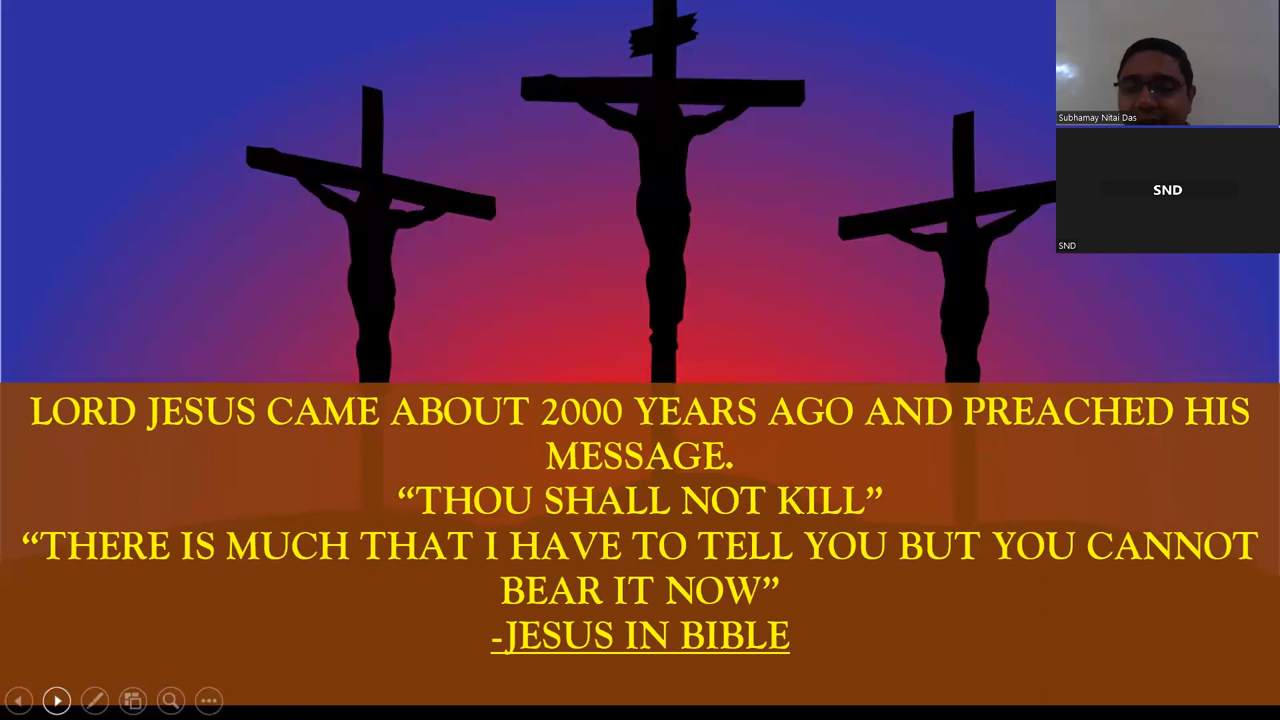 Subhamay Nitai Das
SND
SND
LORD JESUS CAME ABOUT 2000 YEARS AGO AND PREACHED HIS
MESSAGE.
“THOU SHALL NOT KILL”
“THERE IS MUCH THAT I HAVE TO TELL YOU BUT YOU CANNOT
BEAR IT NOW”
-JESUS IN BIBLE